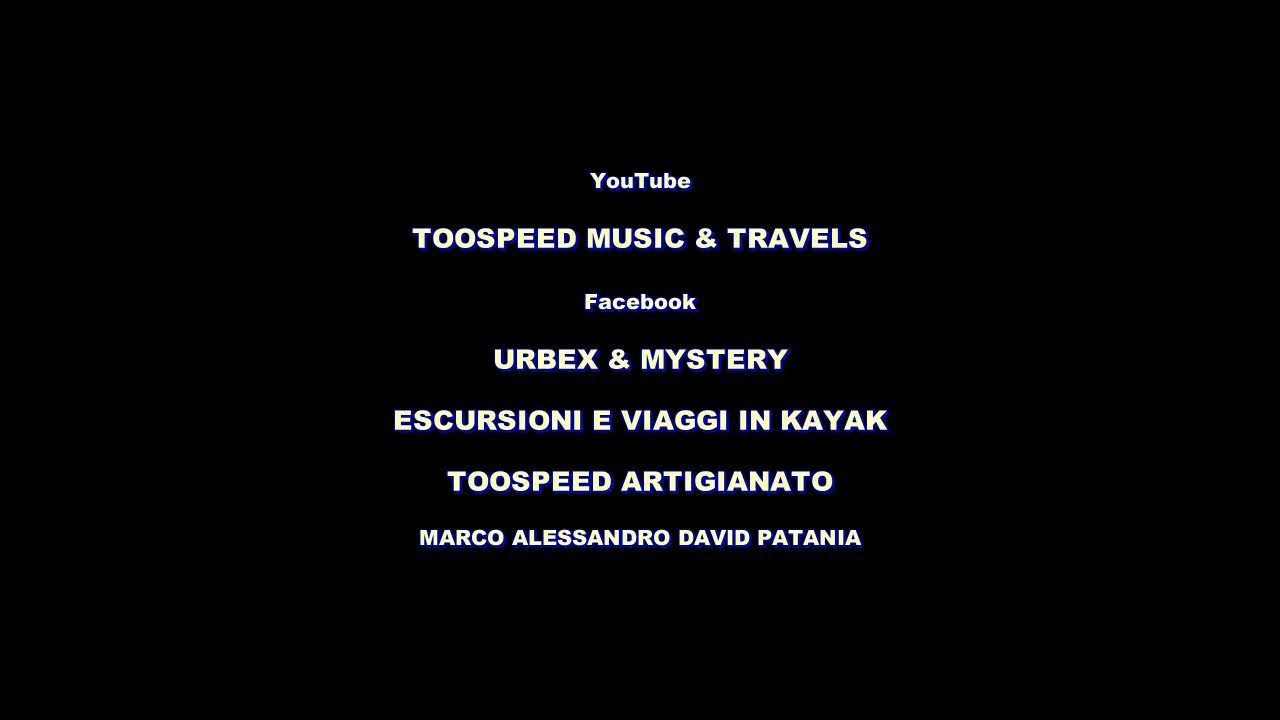 YouTube
TOOSPEED MUSIC & TRAVELS
Facebook
URBEX & MYSTERY
ESCURSIONI E VIAGGI IN KAYAK
TOOSPEED ARTIGIANATO
MARCO ALESSANDRO DAVID PATANIA